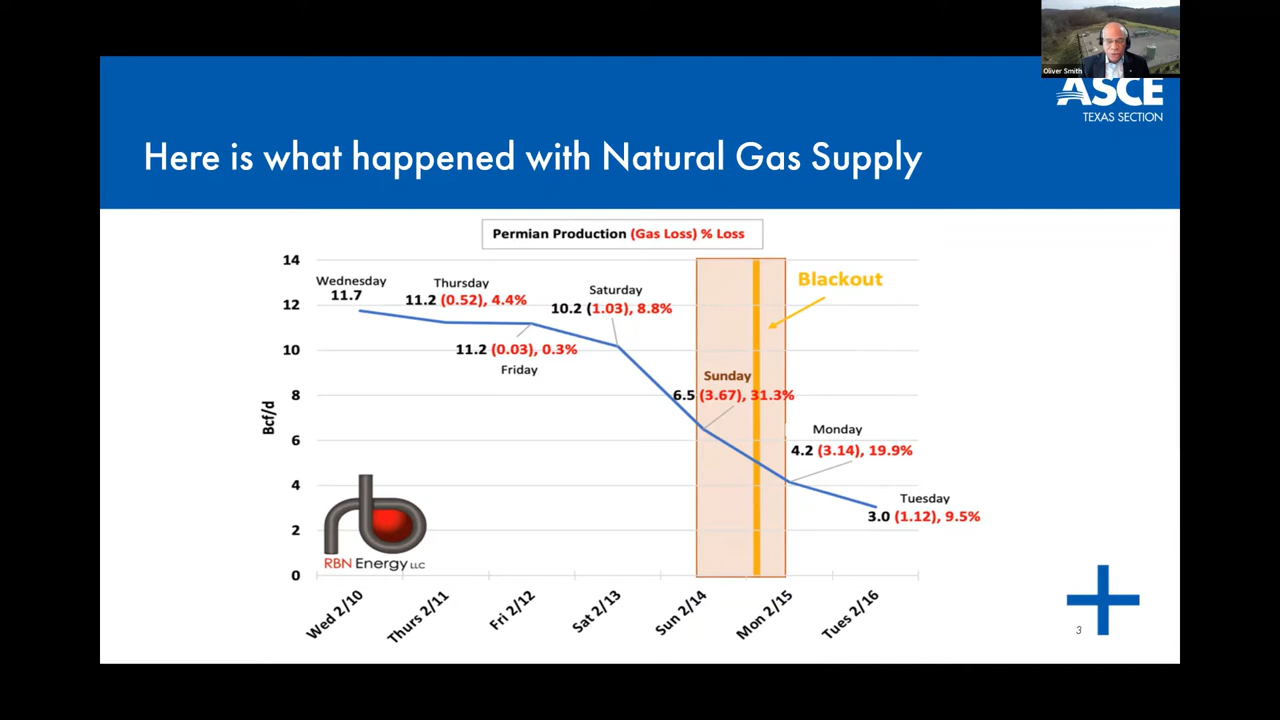 Oliver Smith
ASCE
TEXAS SECTION
Here is what happened with Natural Gas Supply
Permian Production (Gas Loss) % Loss
14
12
10
8
6
4
2
0
Bcf/d
Wednesday
11.7
Thursday
11.2 (0.52), 4.4%
11.2 (0.03), 0.3%
Friday
Saturday
10.2 (1.03), 8.8%
Sunday
6.5 (3.67), 31.3%
Blackout
Monday
4.2 (3.14), 19.9%
Tuesday
3.0 (1.12), 9.5%
RBN Energy LLC
Wed 2/10
Thurs 2/11
Fri 2/12
Sat 2/13
Sun 2/14
Mon 2/15
Tues 2/16
3